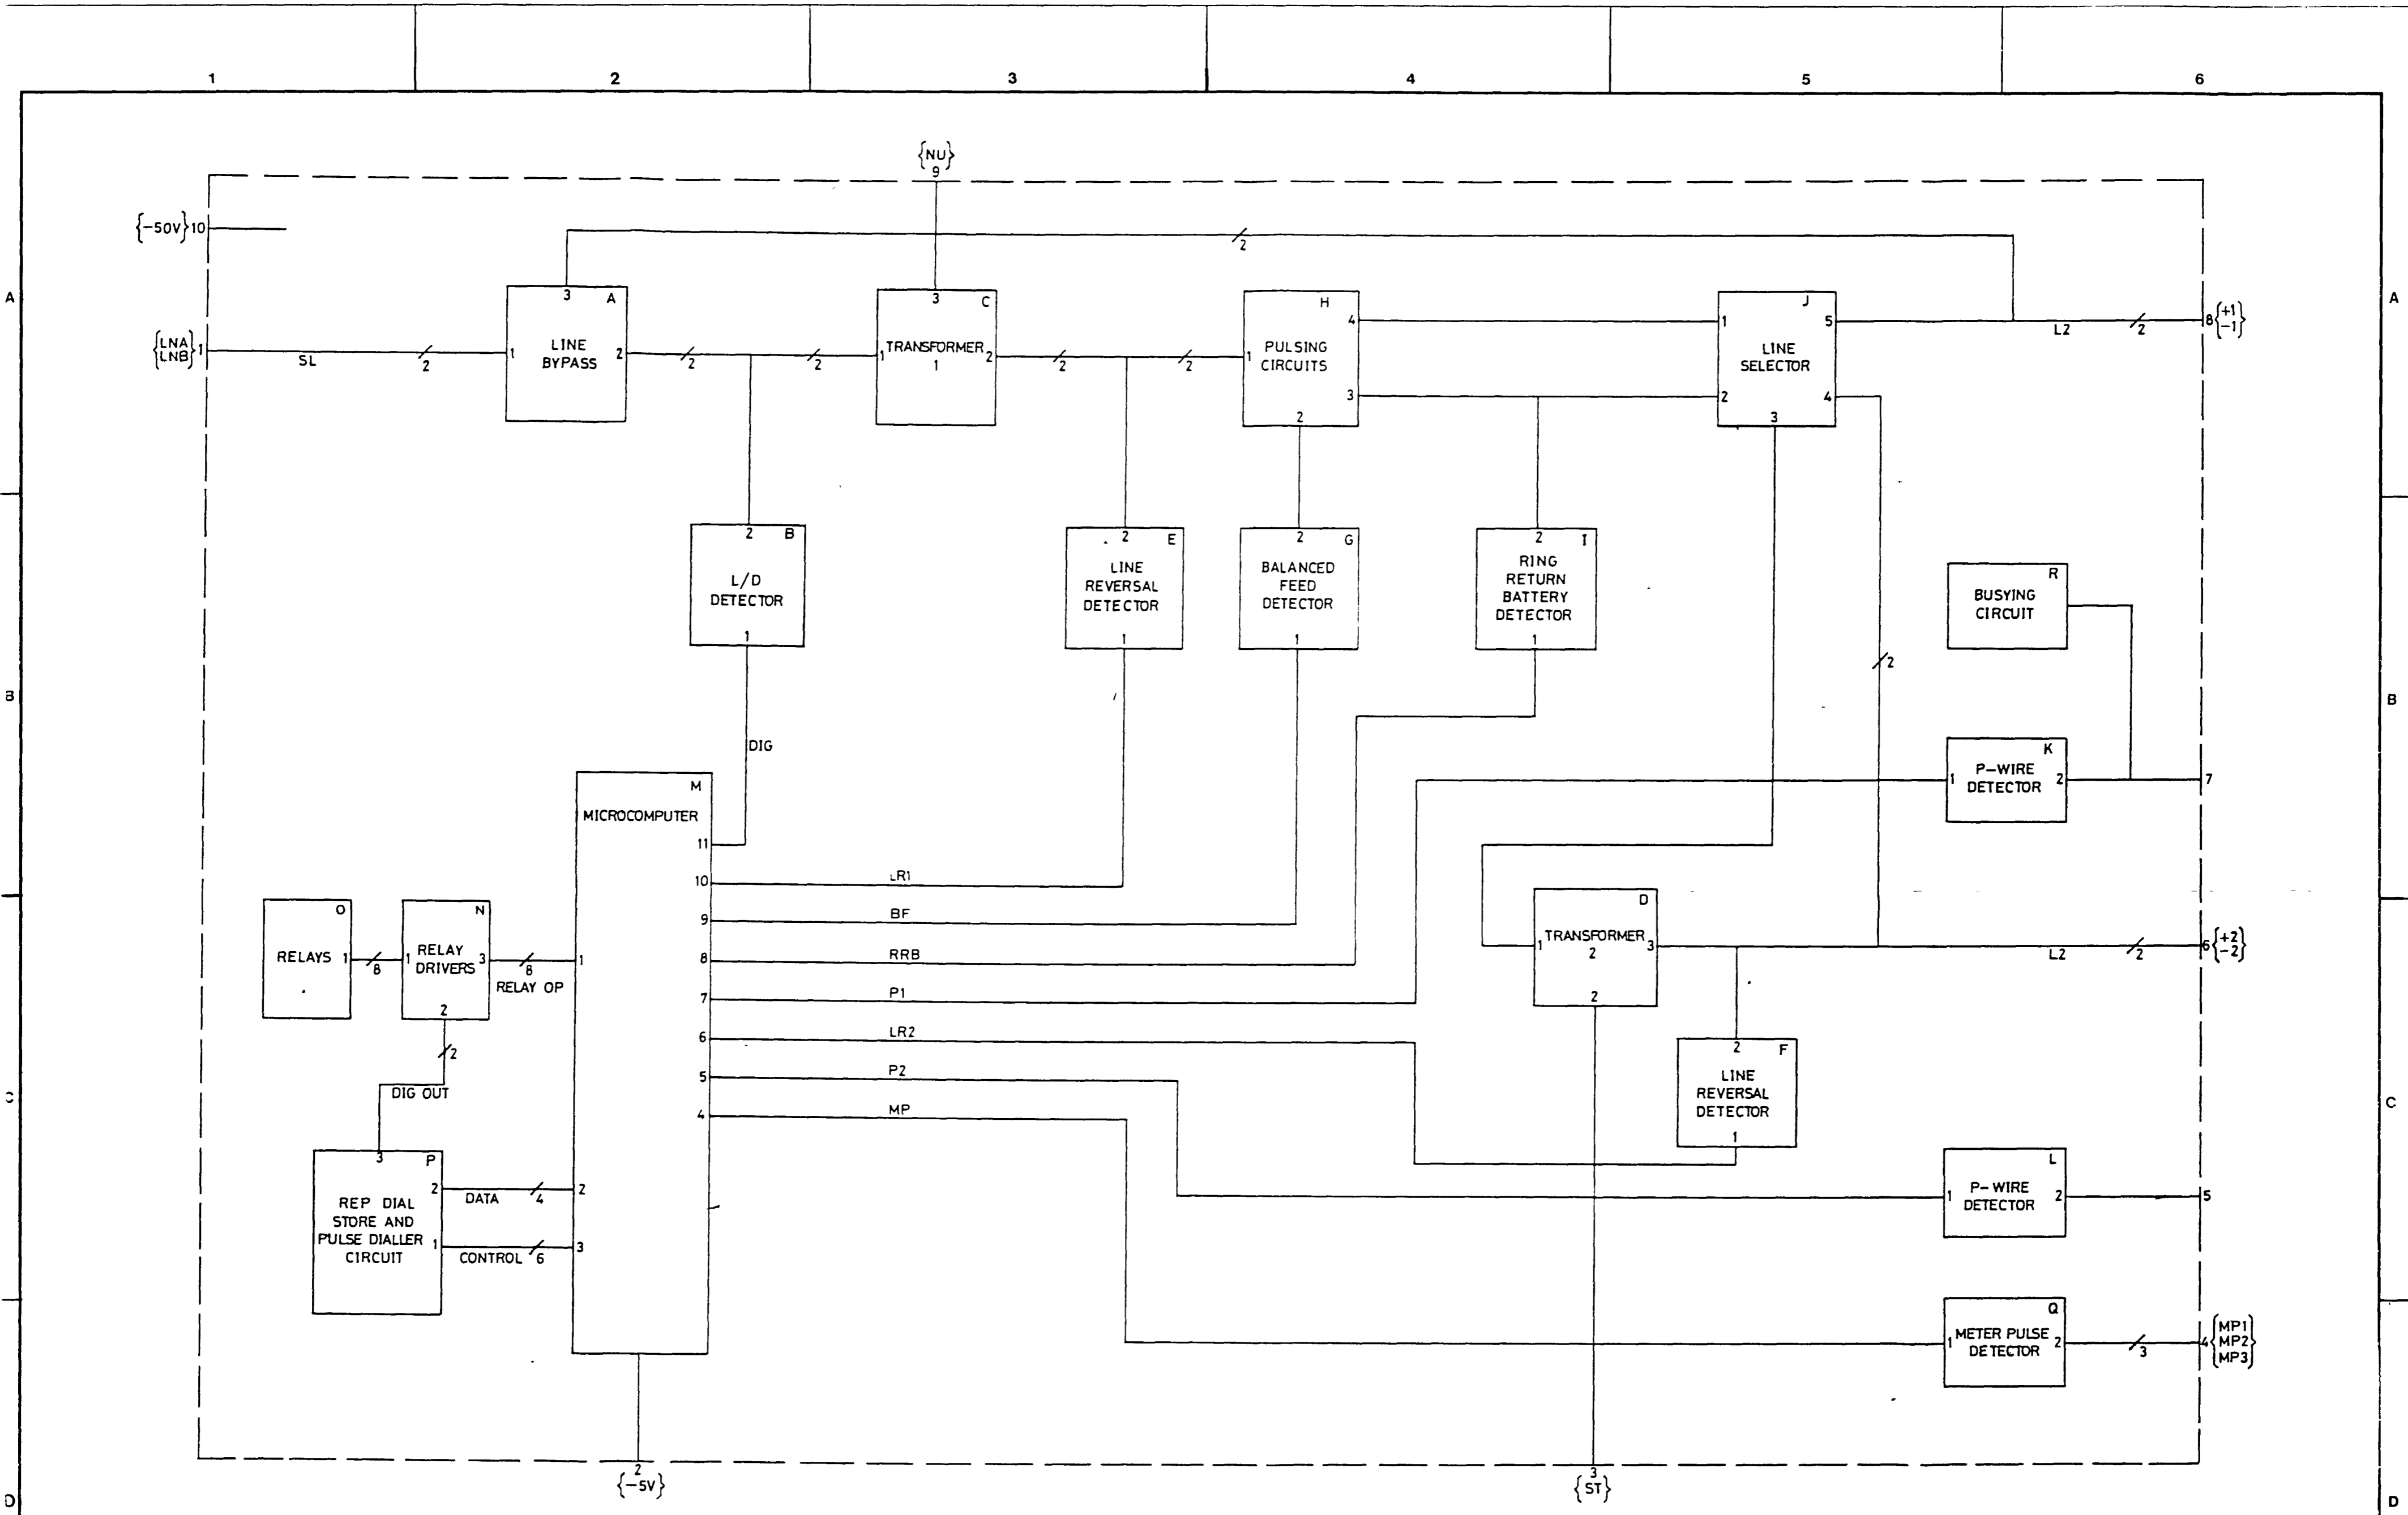 1 2 3 4 5 6
{NU}
9
{-50V} 10
2
A
3 A
LINE
BYPASS
1 2
3 C
TRANSFORMER
1
1 2
H
PULSING
CIRCUITS
4
1
3
2
J
LINE
SELECTOR
1 5
2 4
3
A
{LNA
LNB} 1
SL
2
2
2
2
2
L2
2
8 {+1
-1}
2 B
L/D
DETECTOR
1
2 E
LINE
REVERSAL
DETECTOR
1
2 G
BALANCED
FEED
DETECTOR
1
2 I
RING
RETURN
BATTERY
DETECTOR
1
R
BUSYING
CIRCUIT
2
B
B
DIG
K
P-WIRE
DETECTOR
1 2
7
M
MICROCOMPUTER
11
10
9
8
7
6
5
4
1
2
3
LR1
BF
RRB
P1
LR2
P2
MP
O
RELAYS 1
8
N
RELAY
DRIVERS
1 3
2
8
RELAY OP
2
DIG OUT
D
TRANSFORMER
2
1 3
2
L2
2
6 {+2
-2}
2 F
LINE
REVERSAL
DETECTOR
1
C
3 P
REP DIAL
STORE AND
PULSE DIALLER
CIRCUIT
2
1
DATA 4
CONTROL 6
L
P-WIRE
DETECTOR
1 2
5
Q
METER PULSE
DETECTOR
1 2
3
4 {MP1
MP2
MP3}
2
{-5V}
3
{ST}
D
D